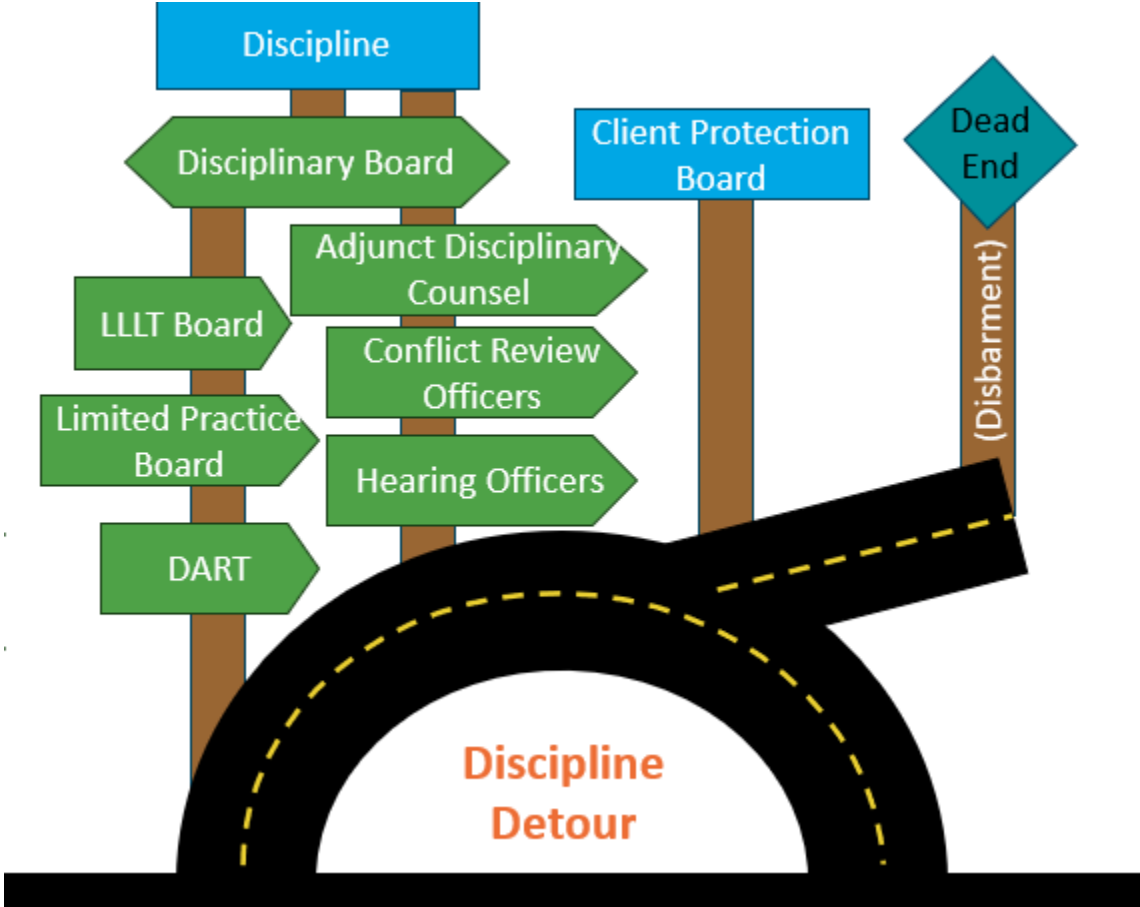 Discipline
Disciplinary Board
Adjunct Disciplinary
Counsel
LLLT Board
Conflict Review
Officers
Limited Practice
Board
Hearing Officers
DART
Client Protection
Board
Dead
End
(Disbarment)
Discipline
Detour